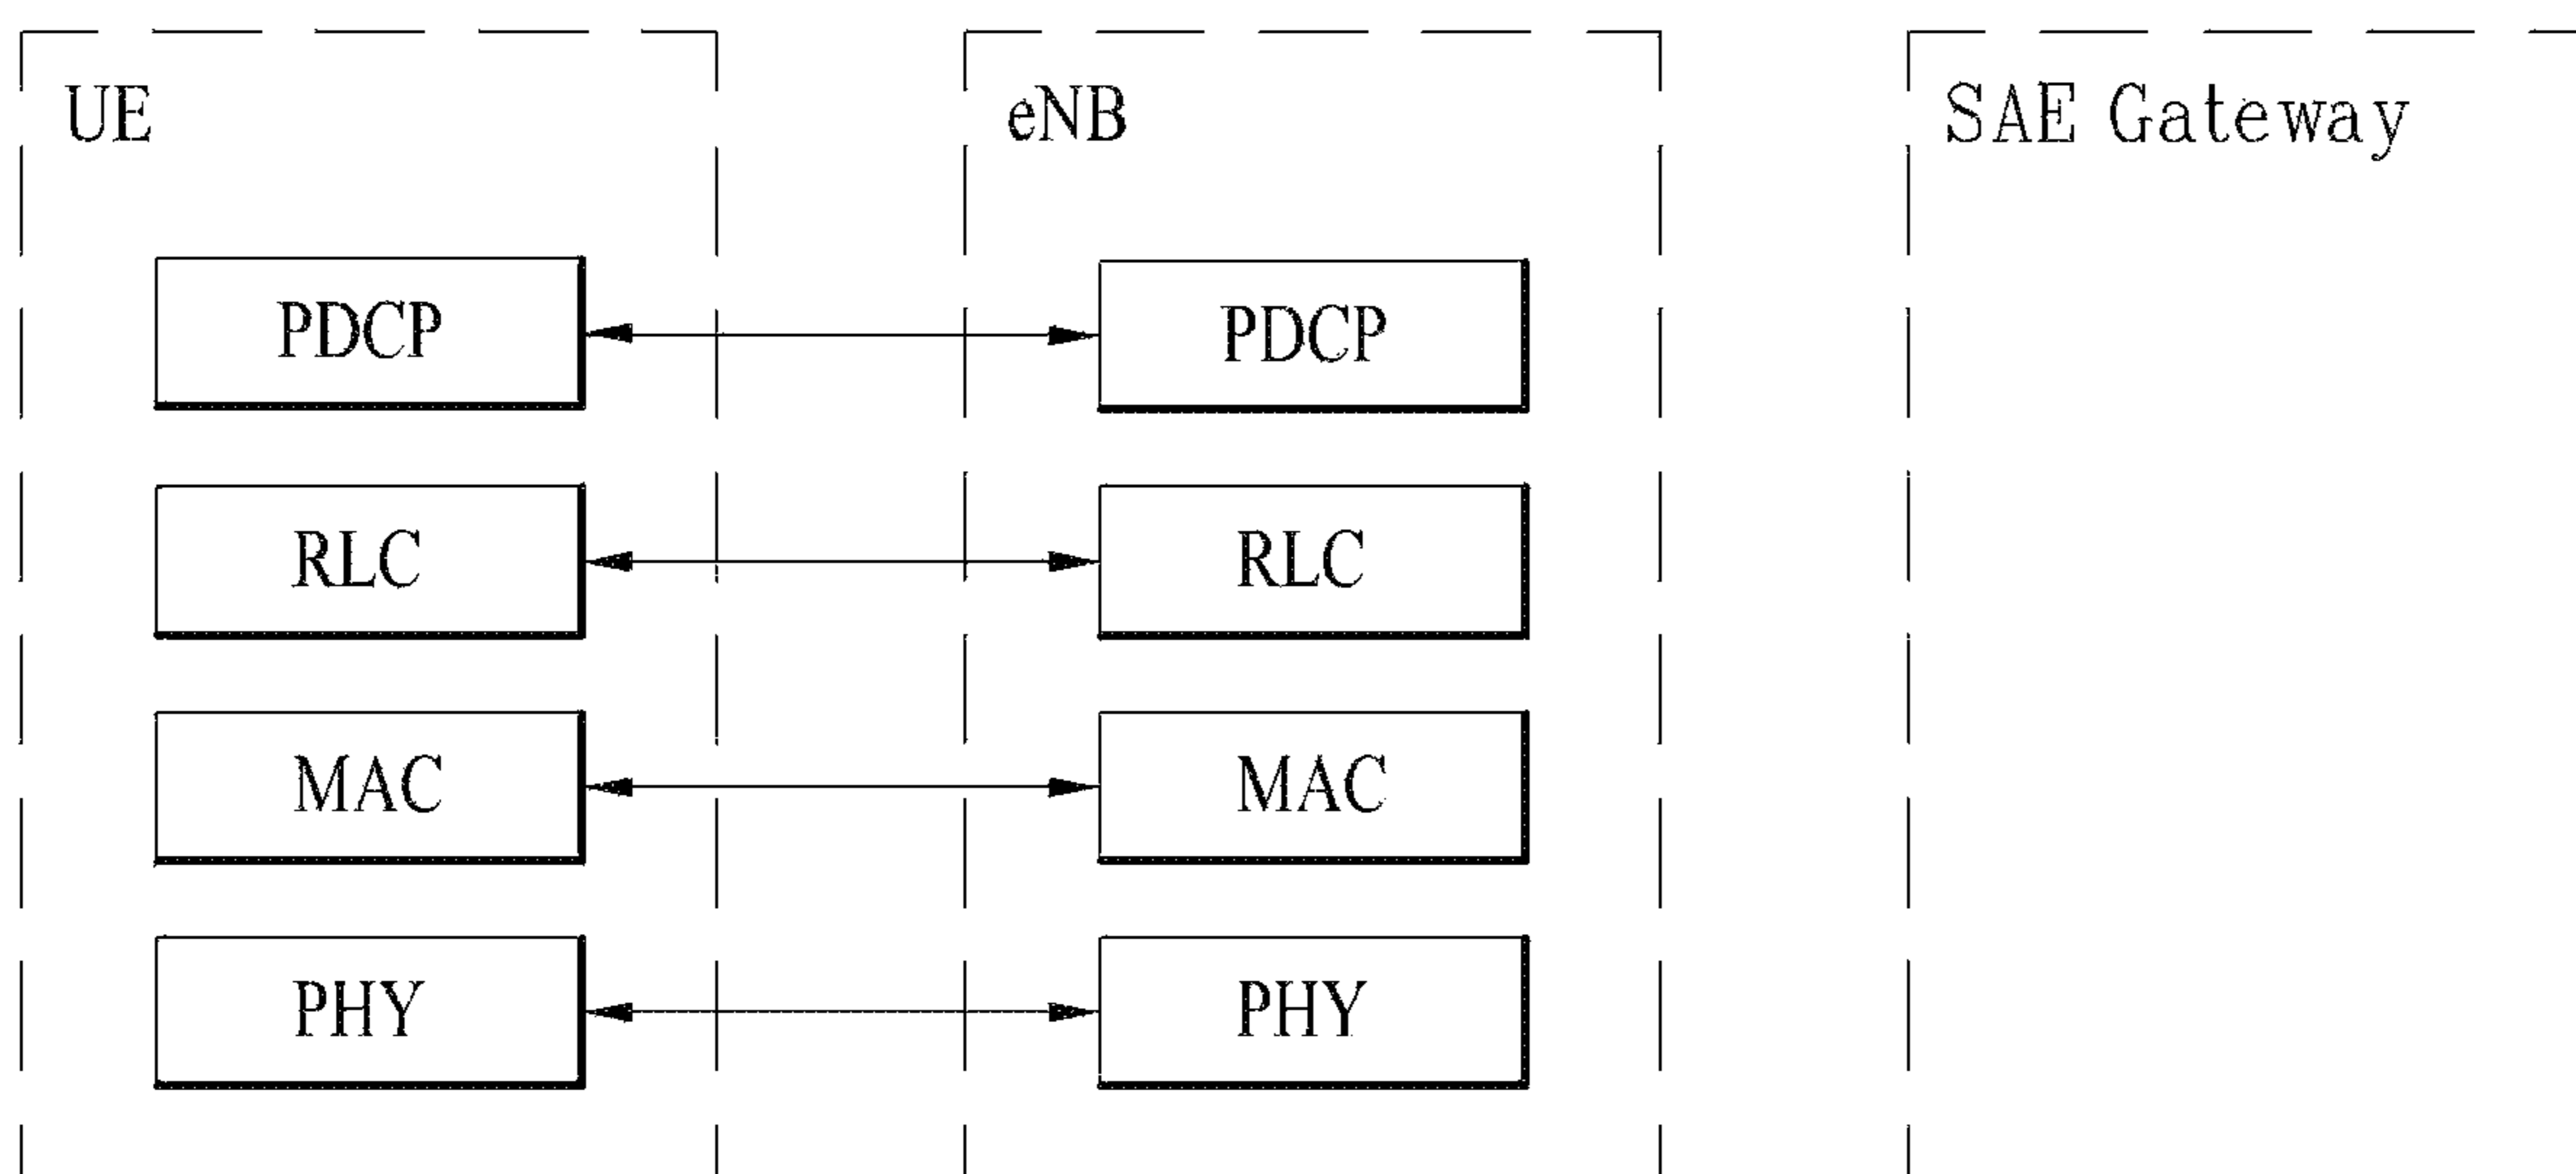 UE
eNB
SAE Gateway
PDCP
PDCP
RLC
RLC
MAC
MAC
PHY
PHY